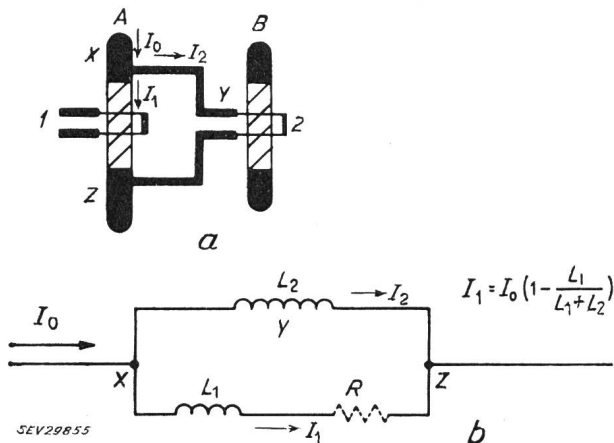 A B
X I₀ I₂
I₁ Y
1 2
Z
a
L₂ I₂ I₁ = I₀ (1 - L₁ / (L₁ + L₂))
I₀ Y
X Z
L₁ R
I₁ b
SEV29855